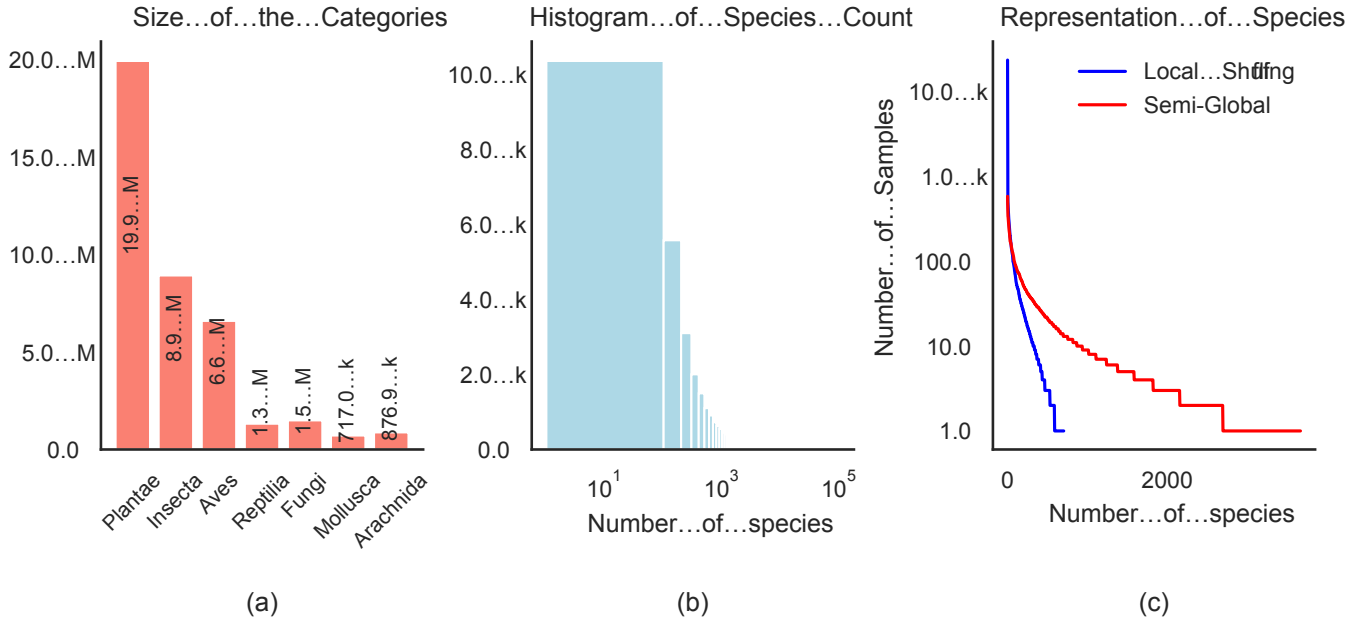 Size…of…the…Categories
20.0…M
15.0…M
10.0…M
5.0…M
0.0
19.9…M
8.9…M
6.6…M
1.3…M
1.5…M
717.0…k
876.9…k
Plantae
Insecta
Aves
Reptilia
Fungi
Mollusca
Arachnida
(a)
Histogram…of…Species…Count
10.0…k
8.0…k
6.0…k
4.0…k
2.0…k
0.0
10¹
10³
10⁵
Number…of…species
(b)
Representation…of…Species
Local…Shuffling
Semi-Global
Number…of…Samples
10.0…k
1.0…k
100.0
10.0
1.0
0
2000
Number…of…species
(c)